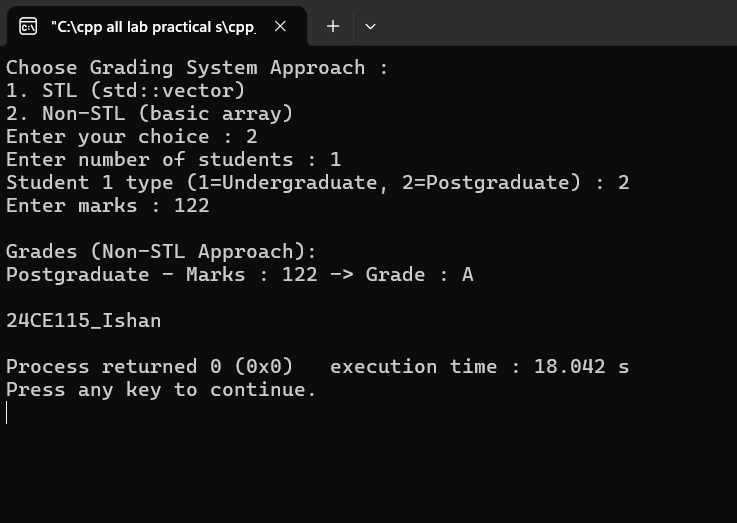 "C:\cpp all lab practical s\cpp_
Choose Grading System Approach :
1. STL (std::vector)
2. Non-STL (basic array)
Enter your choice : 2
Enter number of students : 1
Student 1 type (1=Undergraduate, 2=Postgraduate) : 2
Enter marks : 122
Grades (Non-STL Approach):
Postgraduate - Marks : 122 -> Grade : A
24CE115_Ishan
Process returned 0 (0x0)   execution time : 18.042 s
Press any key to continue.